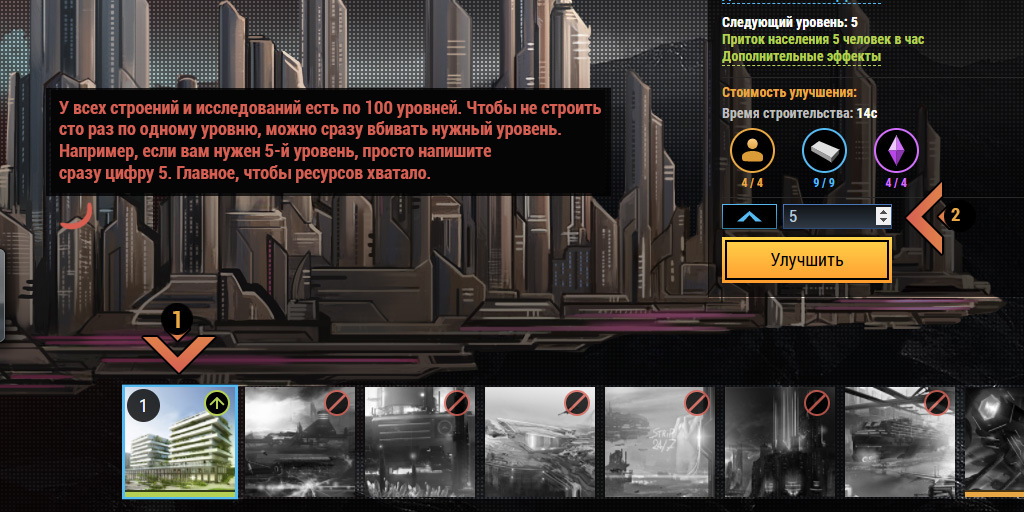 Следующий уровень: 5
Приток населения 5 человек в час
Дополнительные эффекты
Стоимость улучшения:
Время строительства: 14с
4 / 4
9 / 9
4 / 4
5
2
Улучшить
У всех строений и исследований есть по 100 уровней. Чтобы не строить
сто раз по одному уровню, можно сразу вбивать нужный уровень.
Например, если вам нужен 5-й уровень, просто напишите
сразу цифру 5. Главное, чтобы ресурсов хватало.
1
1